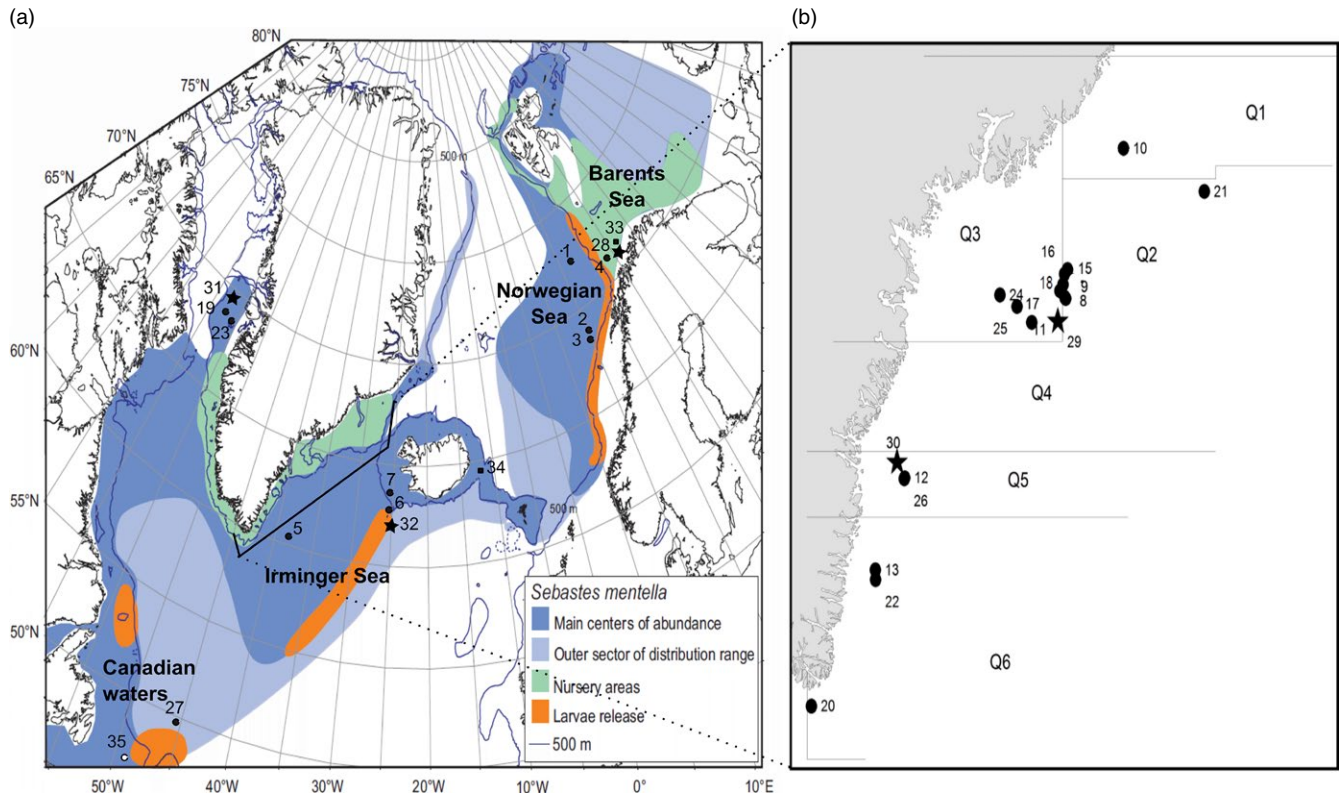 (a)
(b)
80°N
75°N
70°N
65°N
60°N
55°N
50°N
500 m
Barents
Sea
33
28
1
4
Norwegian
Sea
2
3
31
19
23
34
7
6
32
5
Irminger Sea
500 m
Canadian
waters
27
35
Sebastes mentella
Main centers of abundance
Outer sector of distribution range
Nursery areas
Larvae release
500 m
50°W
40°W
30°W
20°W
10°W
0°
10°E
Q1
10
21
Q3
Q2
16
15
18
9
8
24
17
25
11
29
Q4
30
12
Q5
26
13
22
Q6
20